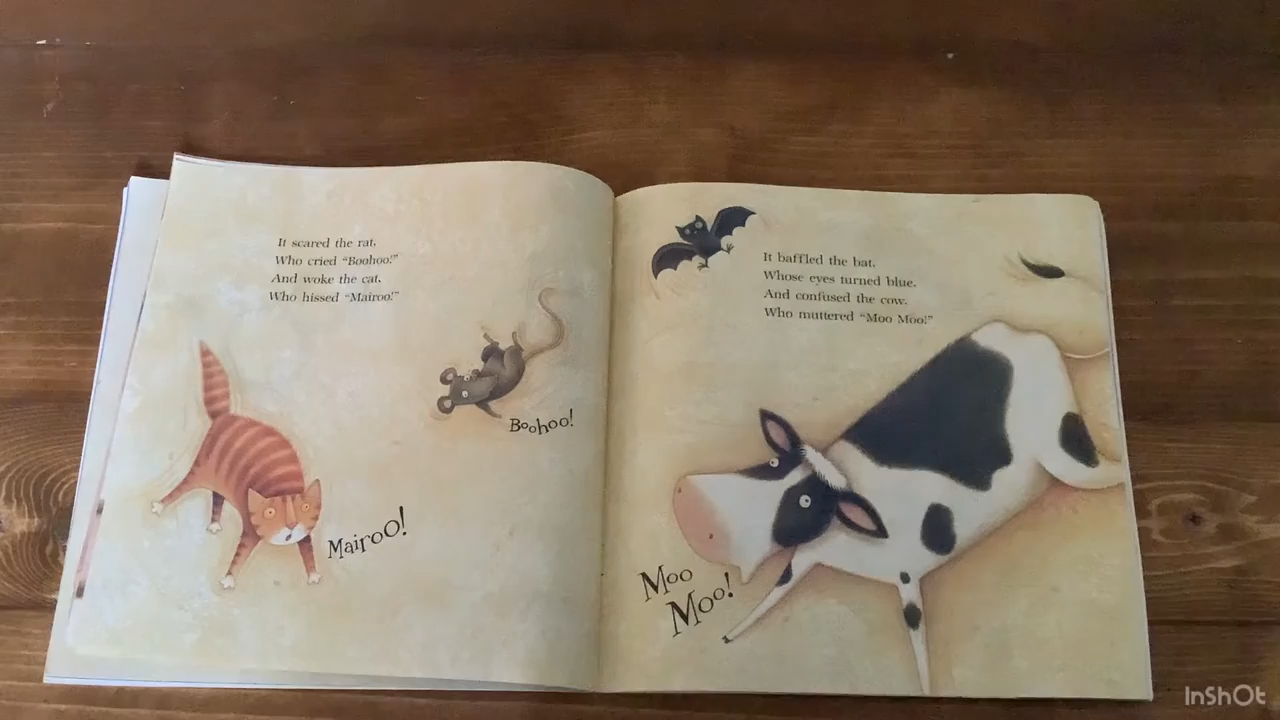 It scared the rat,
Who cried “Boohoo!”
And woke the cat,
Who hissed “Mairoo!”
Boohoo!
Mairoo!
It baffled the bat,
Whose eyes turned blue.
And confused the cow,
Who muttered “Moo Moo!”
Moo
Moo!
InShOt